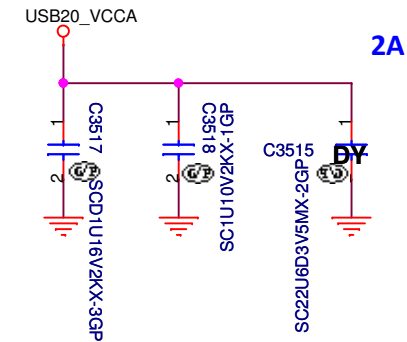 USB20_VCCA
2A
1
2
C3517
G/P
SCD1U16V2KX-3GP
1
2
C3518
G/P
SC1U10V2KX-1GP
1
2
C3515
DY
SC22U6D3V5MX-2GP